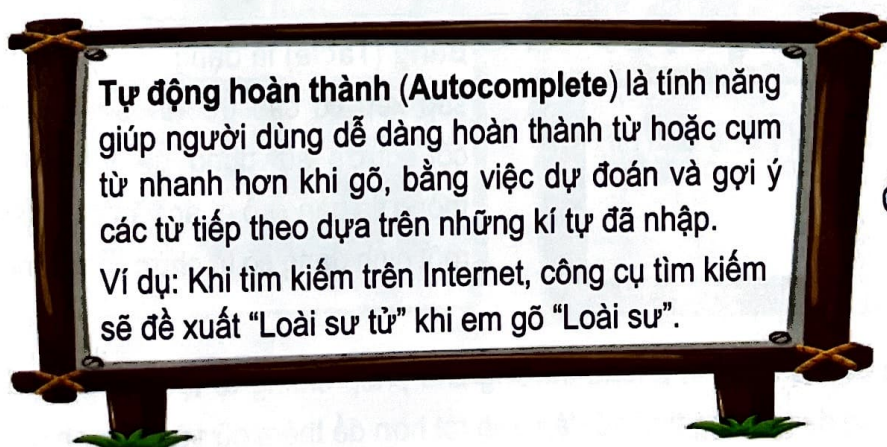 Tự động hoàn thành (Autocomplete) là tính năng
giúp người dùng dễ dàng hoàn thành từ hoặc cụm
từ nhanh hơn khi gõ, bằng việc dự đoán và gợi ý
các từ tiếp theo dựa trên những kí tự đã nhập.
Ví dụ: Khi tìm kiếm trên Internet, công cụ tìm kiếm
sẽ đề xuất “Loài sư tử” khi em gõ “Loài sư”.